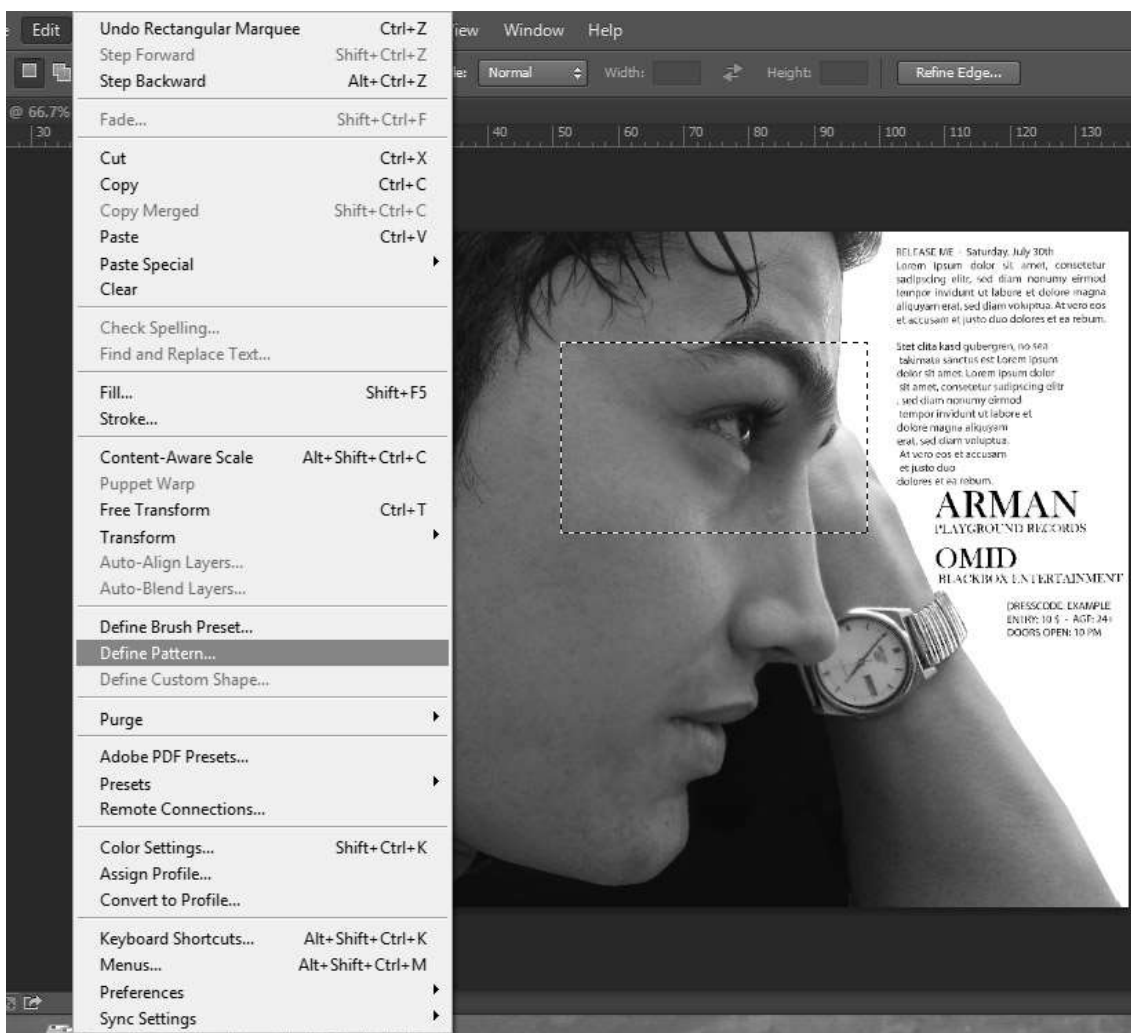 Edit
iew Window Help
Normal Width: Height: Refine Edge...
@ 66.7%
30 40 50 60 70 80 90 100 110 120 130
Undo Rectangular Marquee Ctrl+Z
Step Forward Shift+Ctrl+Z
Step Backward Alt+Ctrl+Z
Fade... Shift+Ctrl+F
Cut Ctrl+X
Copy Ctrl+C
Copy Merged Shift+Ctrl+C
Paste Ctrl+V
Paste Special
Clear
Check Spelling...
Find and Replace Text...
Fill... Shift+F5
Stroke...
Content-Aware Scale Alt+Shift+Ctrl+C
Puppet Warp
Free Transform Ctrl+T
Transform
Auto-Align Layers...
Auto-Blend Layers...
Define Brush Preset...
Define Pattern...
Define Custom Shape...
Purge
Adobe PDF Presets...
Presets
Remote Connections...
Color Settings... Shift+Ctrl+K
Assign Profile...
Convert to Profile...
Keyboard Shortcuts... Alt+Shift+Ctrl+K
Menus... Alt+Shift+Ctrl+M
Preferences
Sync Settings
RELEASE ME - Saturday, July 30th
Lorem ipsum dolor sit amet, consetetur
sadipscing elitr, sed diam nonumy eirmod
tempor invidunt ut labore et dolore magna
aliquyam erat, sed diam voluptua. At vero eos
et accusam et justo duo dolores et ea rebum.
Stet clita kasd gubergren, no sea
takimata sanctus est Lorem ipsum
dolor sit amet. Lorem ipsum dolor
sit amet, consetetur sadipscing elitr
, sed diam nonumy eirmod
tempor invidunt ut labore et
dolore magna aliquyam
erat, sed diam voluptua.
At vero eos et accusam
et justo duo
dolores et ea rebum.
ARMAN
PLAYGROUND RECORDS
OMID
BLACKBOX ENTERTAINMENT
DRESSCODE: EXAMPLE
ENTRY: 10 $ - AGE: 24+
DOORS OPEN: 10 PM